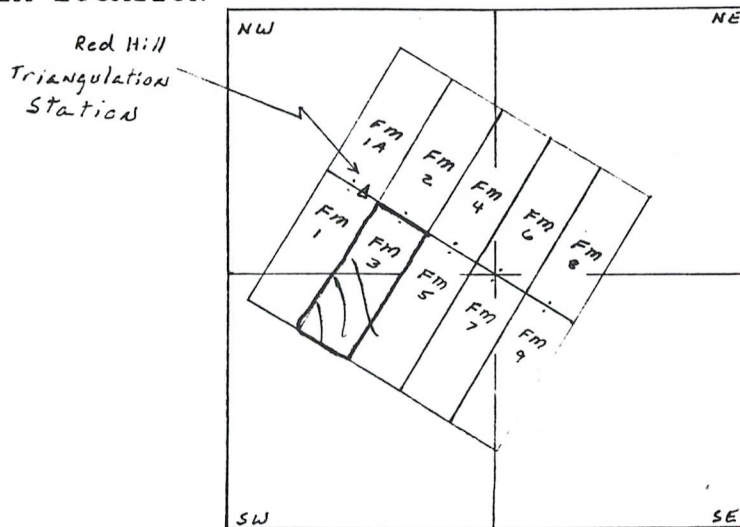 NW
NE
Red Hill
Triangulation
Station
FM
1A
FM
2
FM
4
FM
6
FM
8
FM
1
FM
3
FM
5
FM
7
FM
9
SW
SE